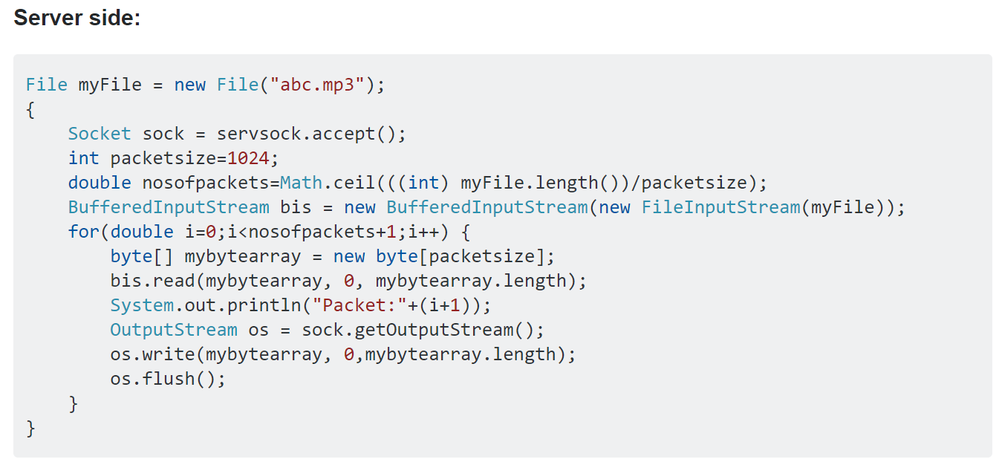 Server side:
File myFile = new File("abc.mp3");
{
    Socket sock = servsock.accept();
    int packetsize=1024;
    double nosofpackets=Math.ceil(((int) myFile.length())/packetsize);
    BufferedInputStream bis = new BufferedInputStream(new FileInputStream(myFile));
    for(double i=0;i<nosofpackets+1;i++) {
        byte[] mybytearray = new byte[packetsize];
        bis.read(mybytearray, 0, mybytearray.length);
        System.out.println("Packet:"+(i+1));
        OutputStream os = sock.getOutputStream();
        os.write(mybytearray, 0,mybytearray.length);
        os.flush();
    }
}